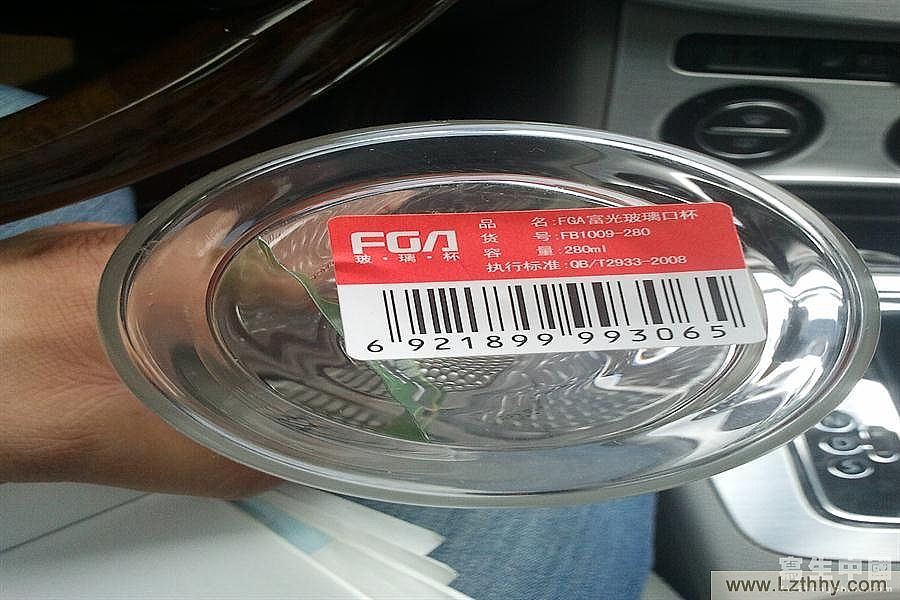 FGA
玻·璃·杯
品 名:FGA富光玻璃口杯
货 号:FB1009-280
容 量:280ml
执行标准:QB/T2933-2008
6 921899 993065
www.Lzthhy.com